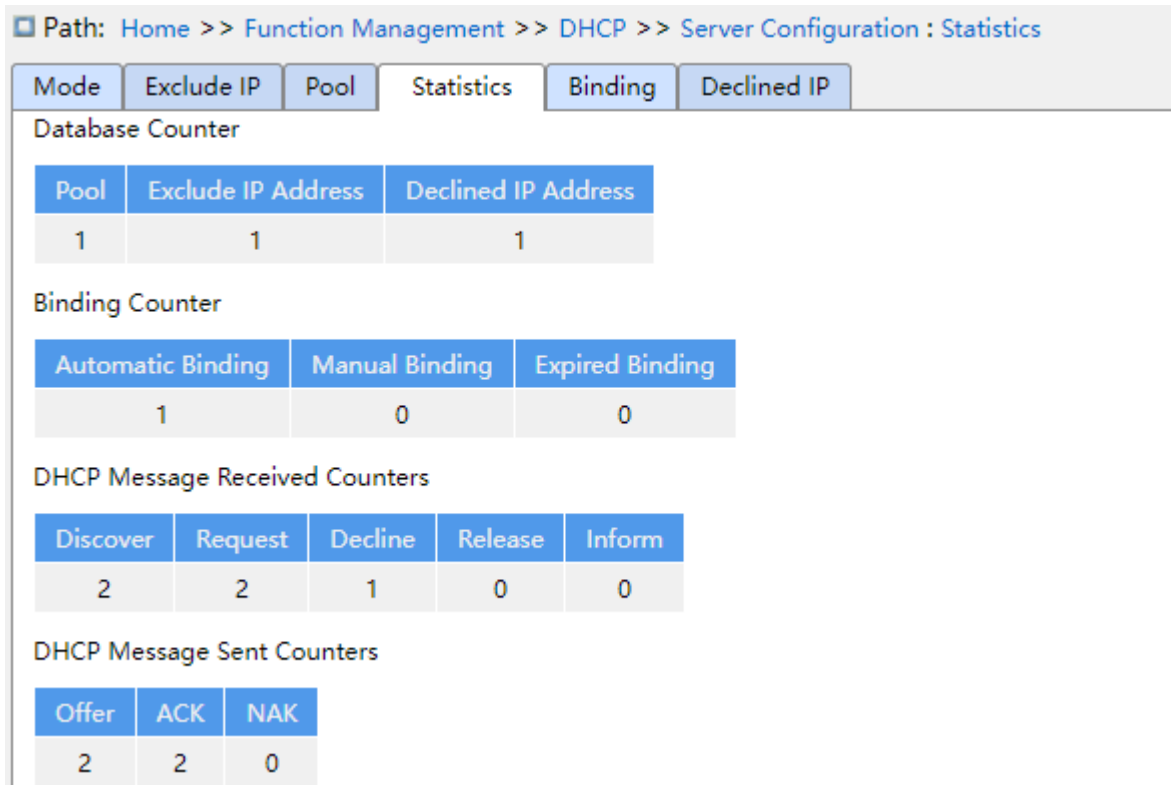 Path: Home >> Function Management >> DHCP >> Server Configuration : Statistics
Mode Exclude IP Pool Statistics Binding Declined IP
Database Counter
Pool Exclude IP Address Declined IP Address
1 1 1
Binding Counter
Automatic Binding Manual Binding Expired Binding
1 0 0
DHCP Message Received Counters
Discover Request Decline Release Inform
2 2 1 0 0
DHCP Message Sent Counters
Offer ACK NAK
2 2 0